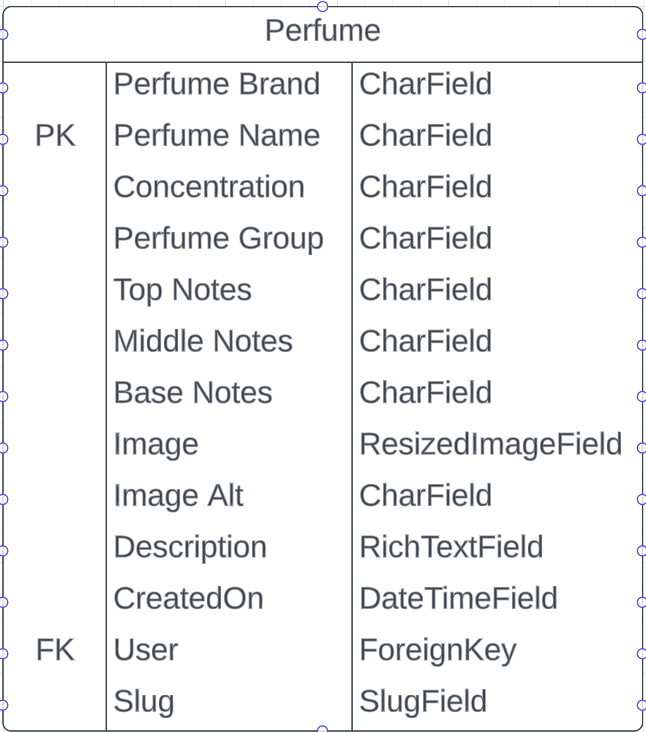 Perfume
Perfume Brand CharField
PK Perfume Name CharField
Concentration CharField
Perfume Group CharField
Top Notes CharField
Middle Notes CharField
Base Notes CharField
Image ResizedImageField
Image Alt CharField
Description RichTextField
CreatedOn DateTimeField
FK User ForeignKey
Slug SlugField